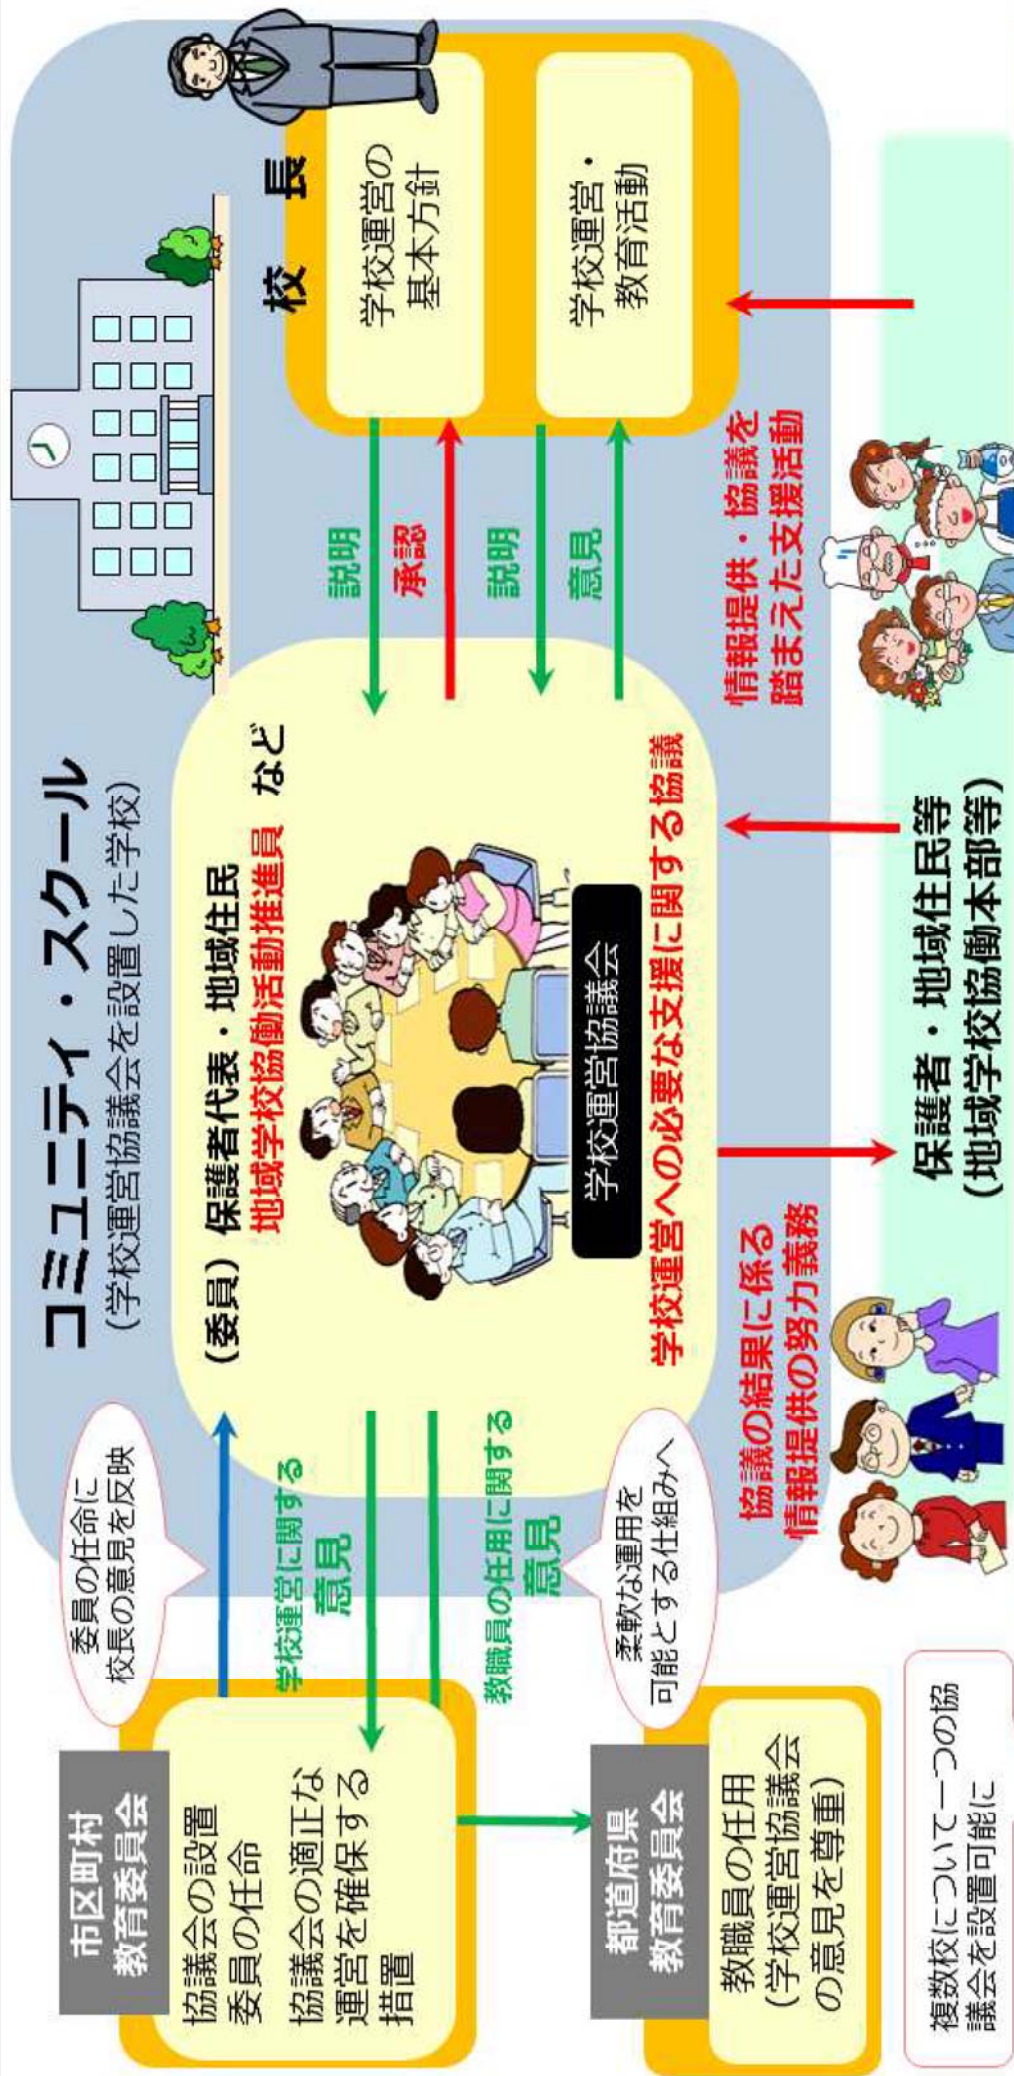 コミュニティ・スクール
(学校運営協議会を設置した学校)
市区町村
教育委員会
協議会の設置
委員の任命
協議会の適正な
運営を確保する
措置
委員の任命に
校長の意見を反映
学校運営に関する
意見
教職員の任用に関する
意見
柔軟な運用を
可能とする仕組みへ
都道府県
教育委員会
教職員の任用
(学校運営協議会
の意見を尊重)
複数校について一つの協
議会を設置可能に
(委員) 保護者代表・地域住民
地域学校協働活動推進員 など
学校運営協議会
学校運営への必要な支援に関する協議
説明
承認
説明
意見
校長
学校運営の
基本方針
学校運営・
教育活動
協議の結果に係る
情報提供の努力義務
情報提供・協議を
踏まえた支援活動
保護者・地域住民等
(地域学校協働本部等)